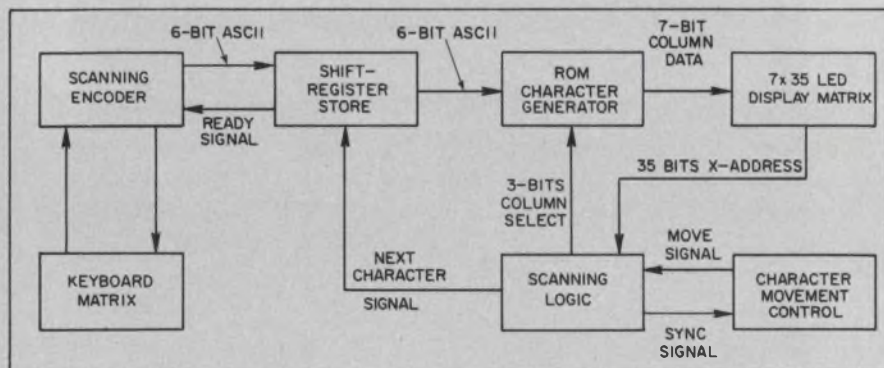 6-BIT ASCII
6-BIT ASCII
7-BIT
COLUMN
DATA
SCANNING
ENCODER
SHIFT-
REGISTER
STORE
ROM
CHARACTER
GENERATOR
7x35 LED
DISPLAY MATRIX
READY
SIGNAL
35 BITS X-ADDRESS
3-BITS
COLUMN
SELECT
MOVE
SIGNAL
NEXT
CHARACTER
SIGNAL
KEYBOARD
MATRIX
SCANNING
LOGIC
CHARACTER
MOVEMENT
CONTROL
SYNC
SIGNAL